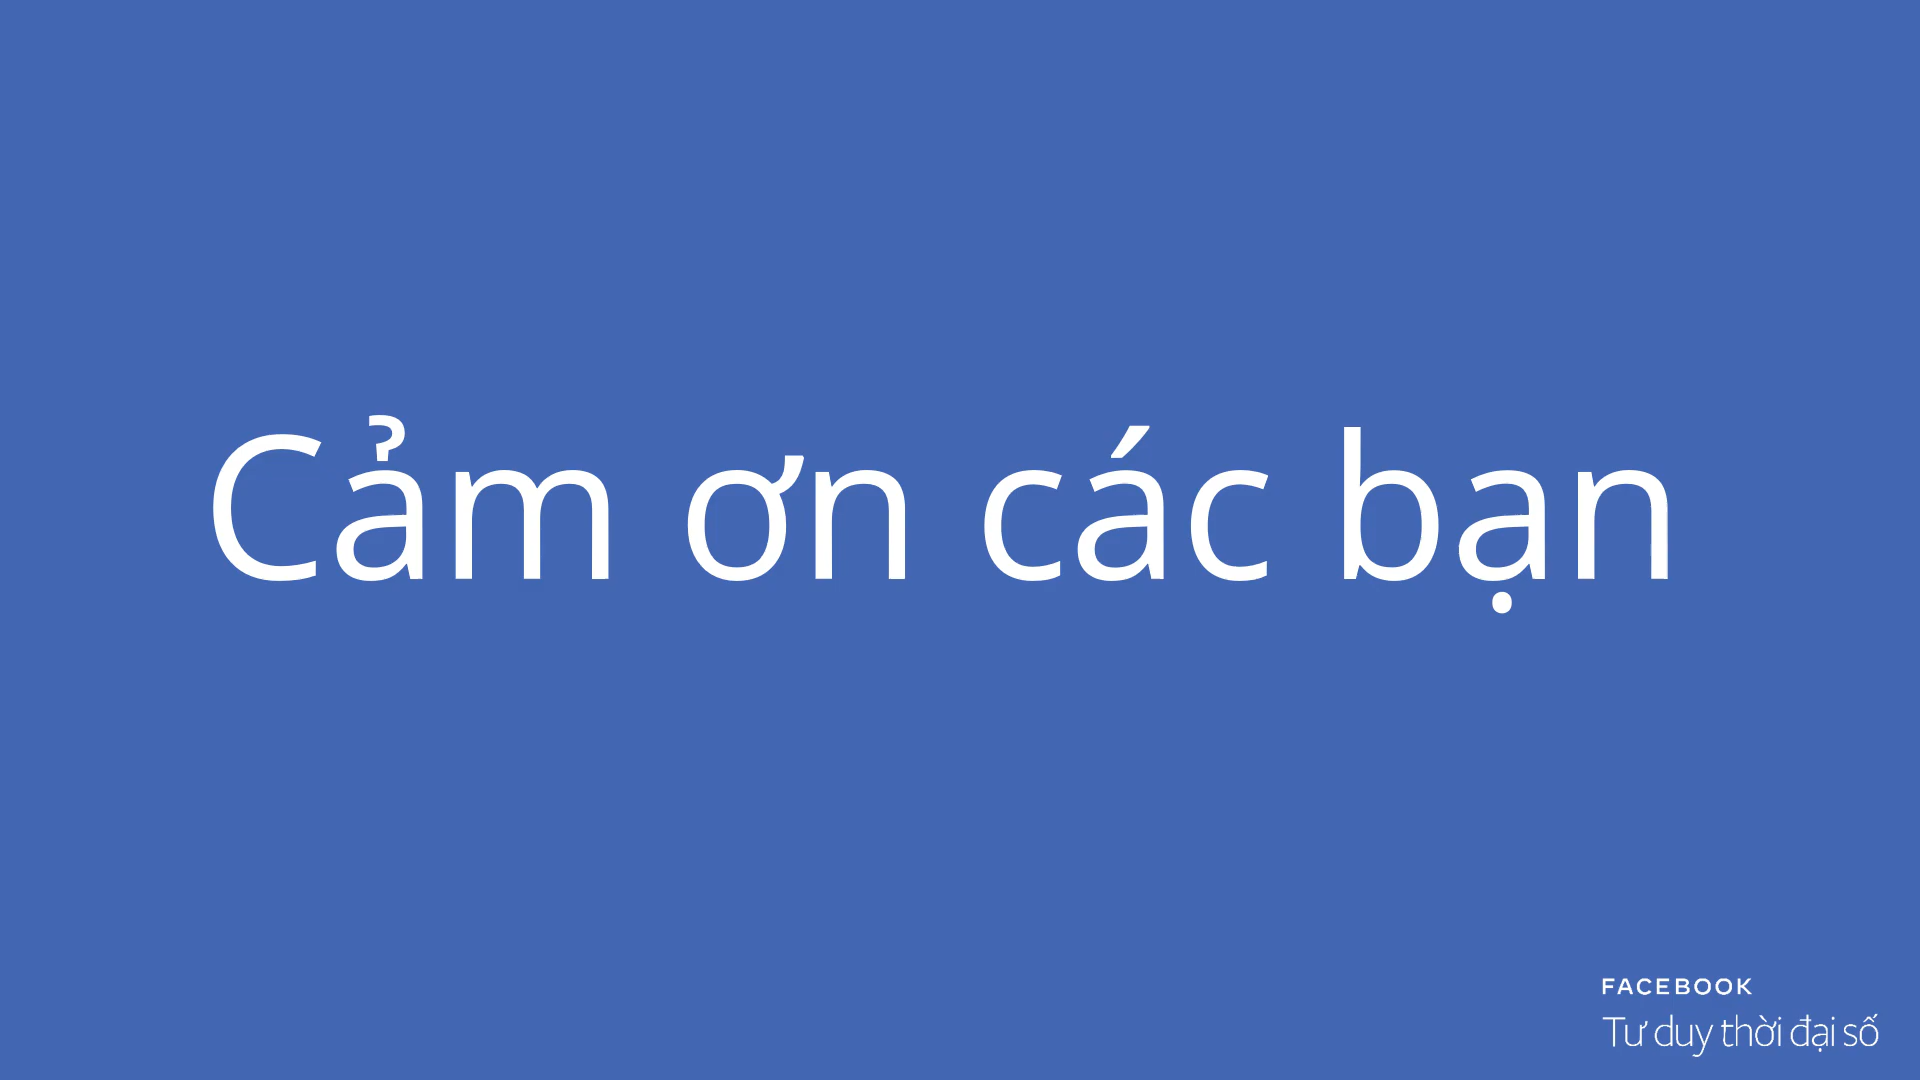 Cảm ơn các bạn
FACEBOOK
Tư duy thời đại số